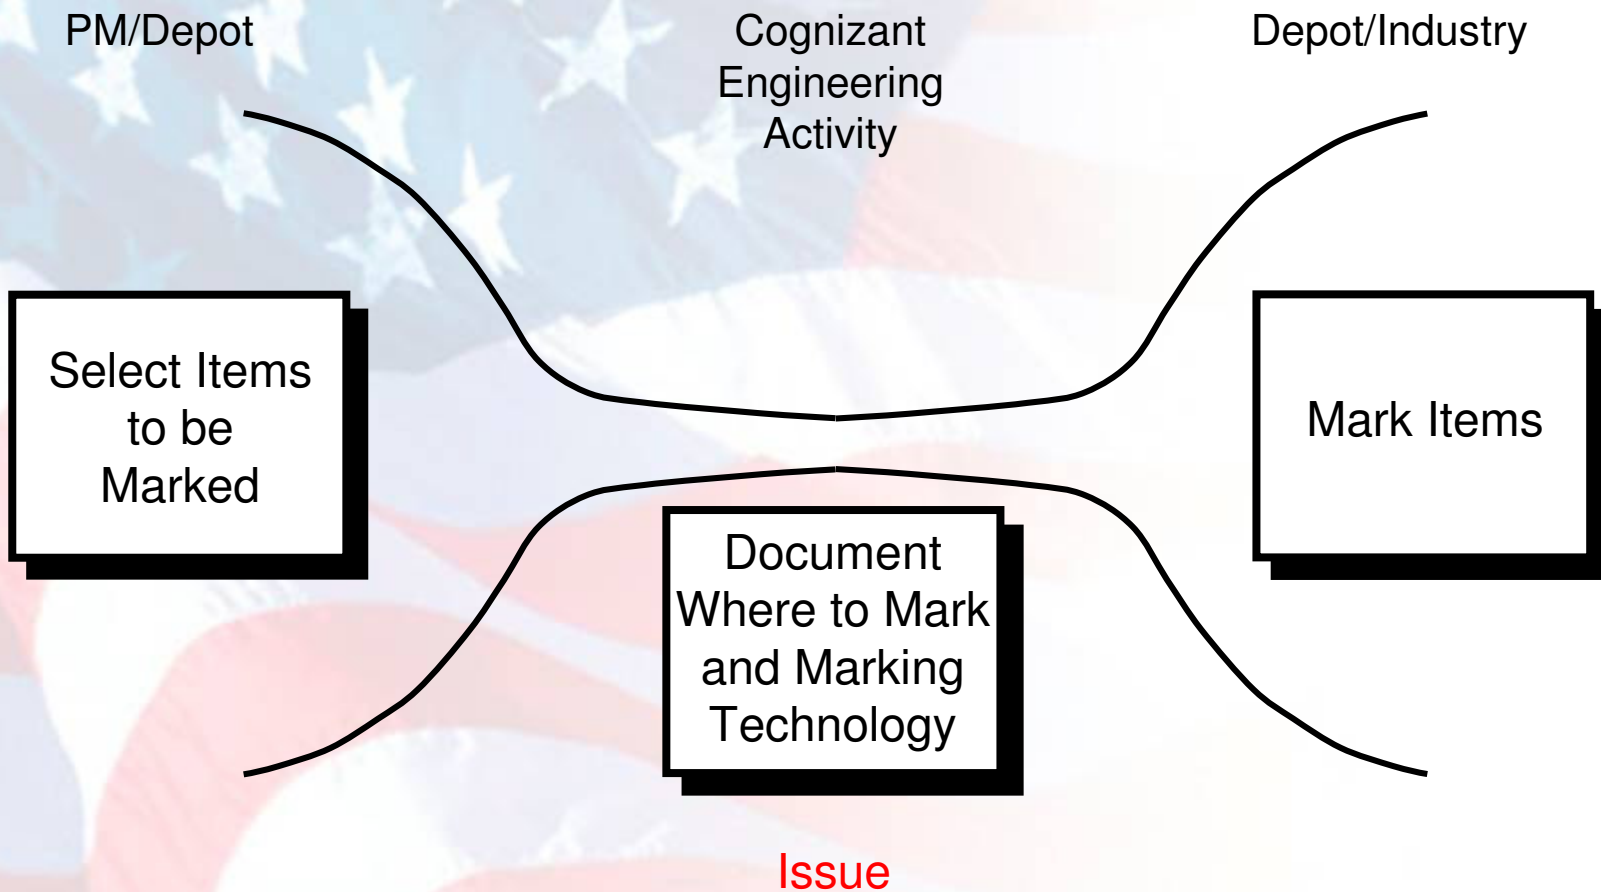 PM/Depot
Cognizant
Engineering
Activity
Depot/Industry
Select Items
to be
Marked
Document
Where to Mark
and Marking
Technology
Mark Items
Issue